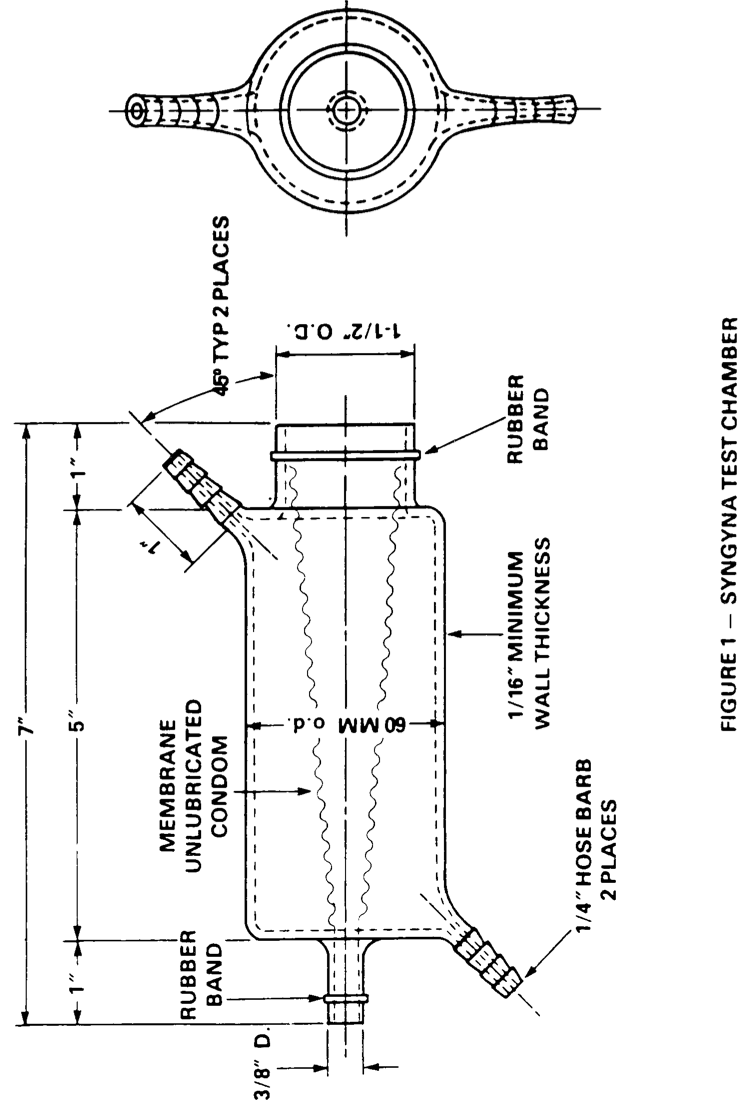 7"
1"
5"
1"
1"
45° TYP 2 PLACES
1-1/2" O.D.
MEMBRANE
UNLUBRICATED
CONDOM
60 MM o.d.
RUBBER
BAND
RUBBER
BAND
3/8" D.
1/16" MINIMUM
WALL THICKNESS
1/4" HOSE BARB
2 PLACES
FIGURE 1 — SYNGYNA TEST CHAMBER